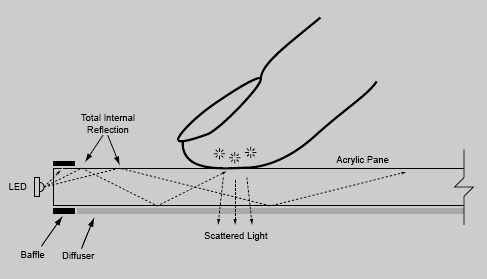 Total Internal
Reflection
Acrylic Pane
LED
Scattered Light
Baffle
Diffuser